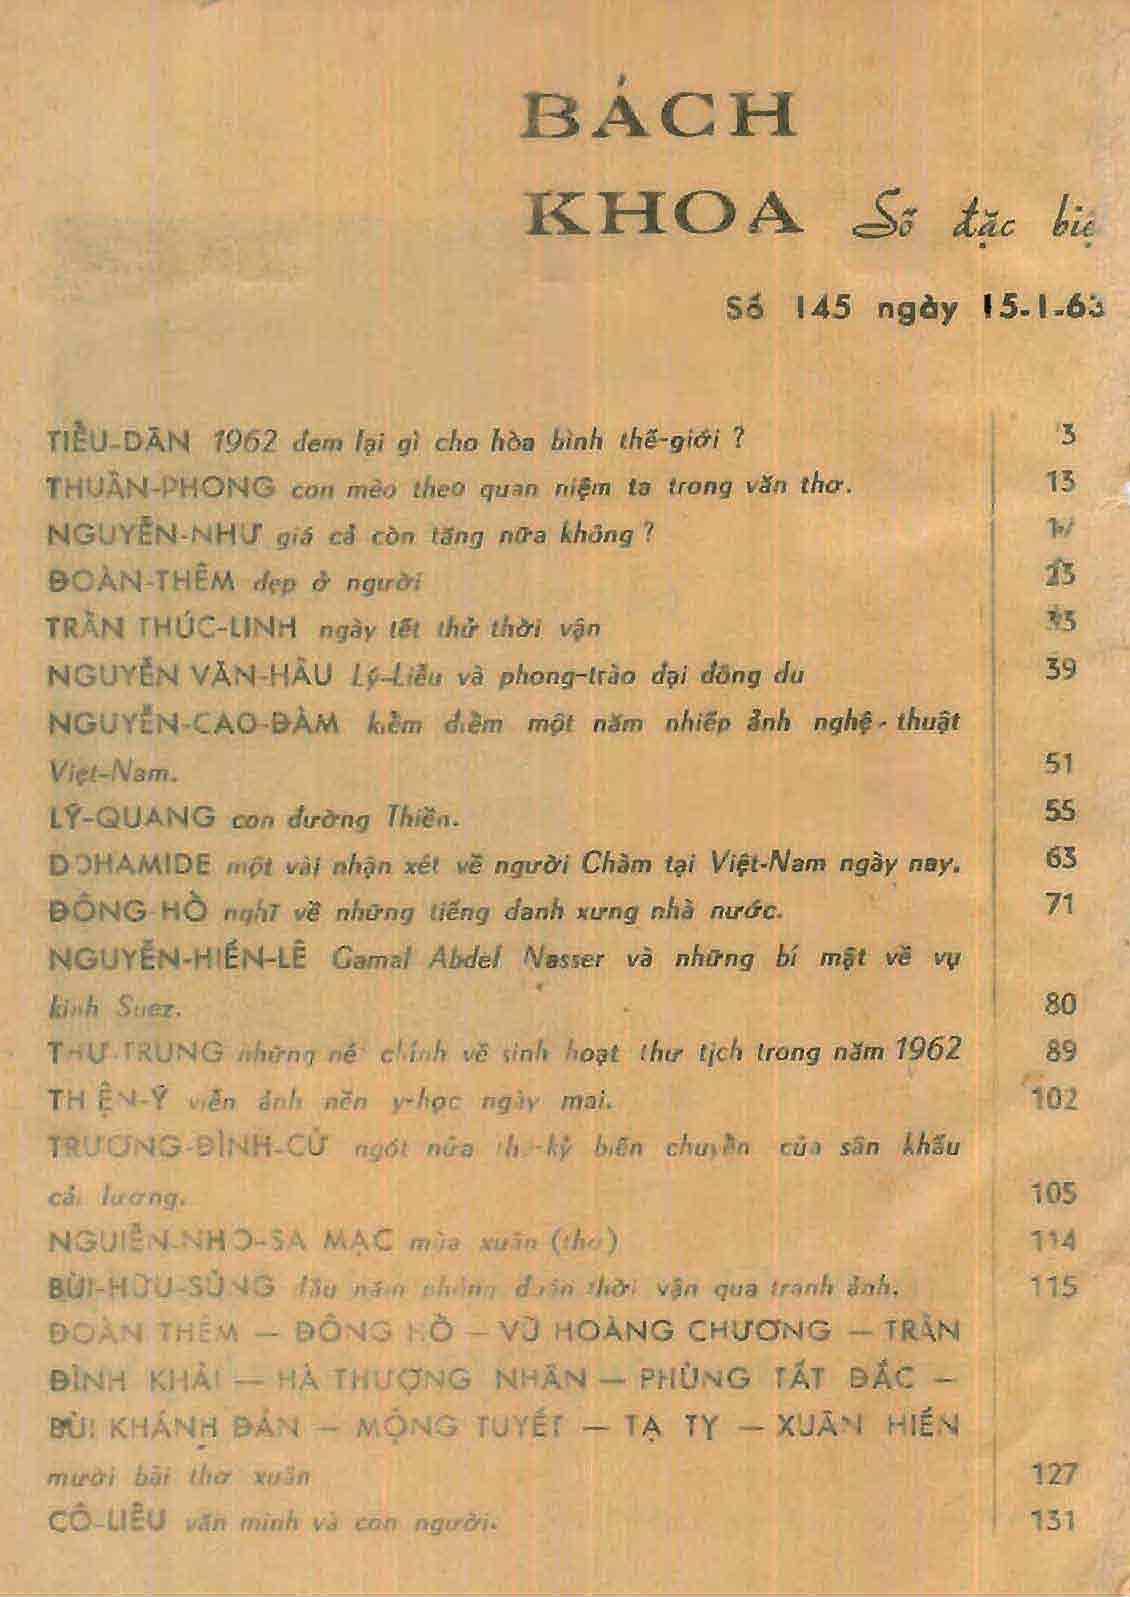 BÁCH
KHOA Số đặc biệ
Số 145 ngày 15-1-63
TIỂU-DÂN 1962 đem lại gì cho hòa bình thế-giới ? 3
THUẦN-PHONG con mèo theo quan niệm ta trong văn thơ. 13
NGUYỄN-NHƯ giá cả còn tăng nữa không ?
ĐOÀN-THÊM đẹp ở người
TRẦN THÚC-LINH ngày tết thử thời vận
NGUYỄN VĂN-HẦU Lý-Liễu và phong-trào đại đông du 39
NGUYỄN-CAO-ĐÀM kiểm điểm một năm nhiếp ảnh nghệ-thuật
Việt-Nam. 51
LÝ-QUANG con đường Thiền. 55
DOHAMIDE một vài nhận xét về người Chàm tại Việt-Nam ngày nay. 63
ĐÔNG-HỒ nghĩ về những tiếng danh xưng nhà nước. 71
NGUYỄN-HIẾN-LÊ Gamal Abdel Nasser và những bí mật về vụ
kinh Suez. 80
THƯ-TRUNG những nét chính về sinh hoạt thư tịch trong năm 1962 89
THIỆN-Ý viễn ảnh nền y-học ngày mai. 102
TRƯƠNG-ĐÌNH-CỬ ngót nửa thế-kỷ biến chuyển của sân khấu
cải lương. 105
NGUIỄN-NHO-SA MẠC mùa xuân (thơ) 114
BÙI-HỮU-SỦNG đầu năm phỏng đoán thời vận qua tranh ảnh. 115
ĐOÀN THÊM — ĐÔNG HỒ — VŨ HOÀNG CHƯƠNG — TRẦN
ĐÌNH KHẢI — HÀ THƯỢNG NHÂN — PHÙNG TẤT ĐẮC —
BÙI KHÁNH ĐẢN — MỘNG TUYẾT — TẠ TỴ — XUÂN HIẾN
mười bài thơ xuân 127
CÔ-LIÊU văn minh và con người. 131